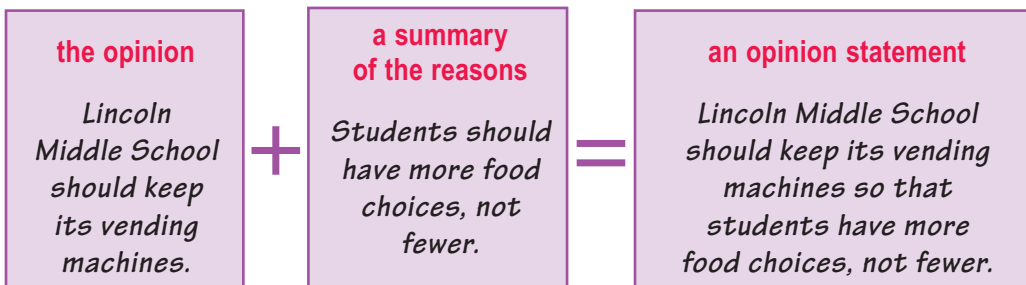 the opinion
Lincoln
Middle School
should keep
its vending
machines.
+
a summary
of the reasons
Students should
have more food
choices, not
fewer.
=
an opinion statement
Lincoln Middle School
should keep its vending
machines so that
students have more
food choices, not fewer.